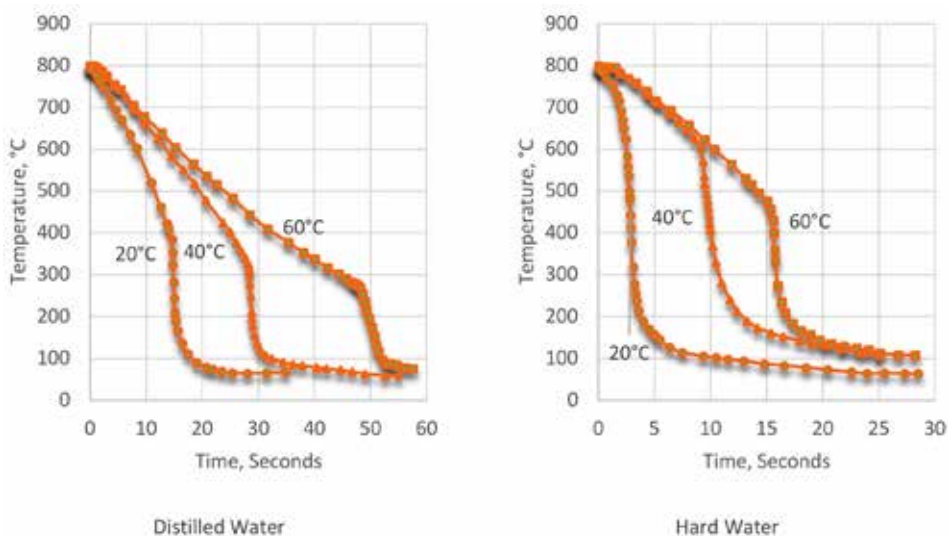 900
800
700
600
500
400
300
200
100
0
Temperature, °C
20°C
40°C
60°C
0 10 20 30 40 50 60
Time, Seconds
Distilled Water
900
800
700
600
500
400
300
200
100
0
Temperature, °C
40°C
60°C
20°C
0 5 10 15 20 25 30
Time, Seconds
Hard Water